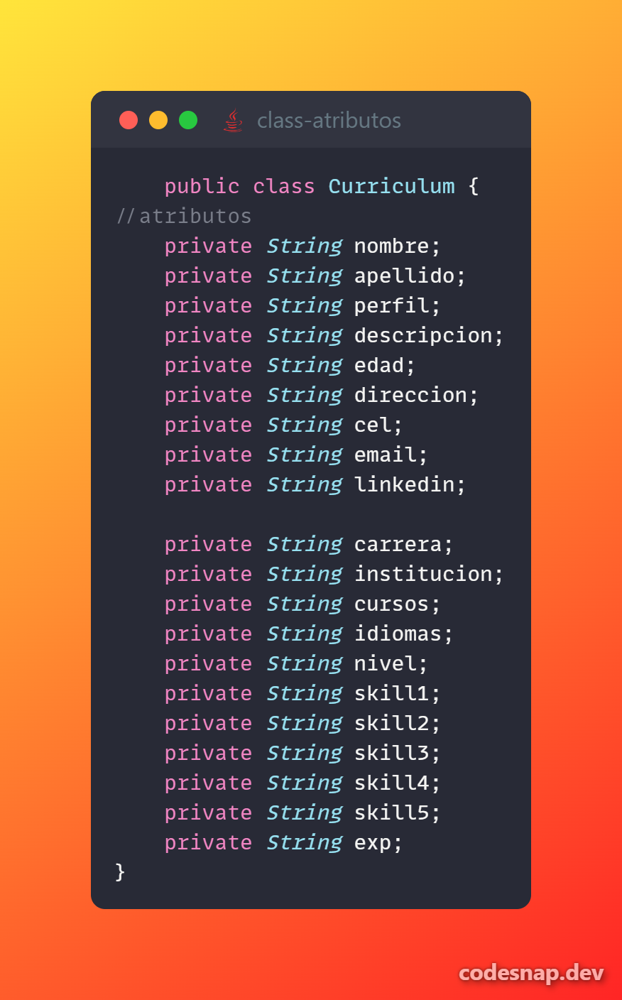 class-atributos
public class Curriculum {
//atributos
private String nombre;
private String apellido;
private String perfil;
private String descripcion;
private String edad;
private String direccion;
private String cel;
private String email;
private String linkedin;
private String carrera;
private String institucion;
private String cursos;
private String idiomas;
private String nivel;
private String skill1;
private String skill2;
private String skill3;
private String skill4;
private String skill5;
private String exp;
}
codesnap.dev